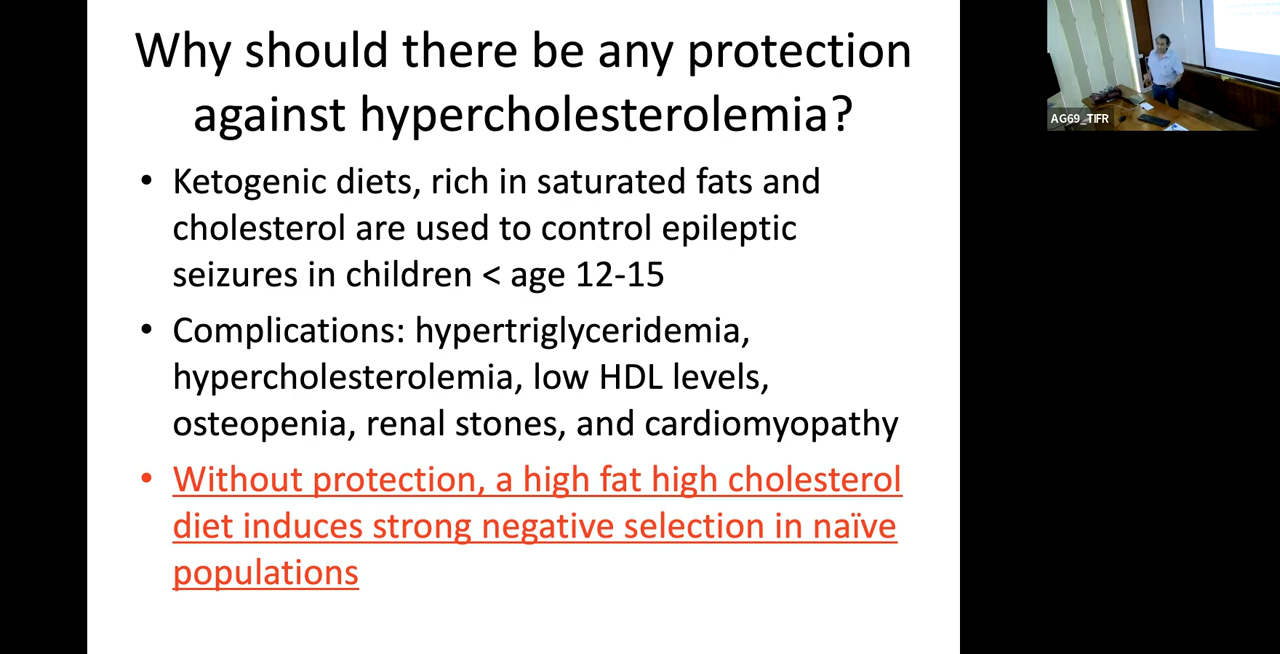 Why should there be any protection
against hypercholesterolemia?
• Ketogenic diets, rich in saturated fats and
cholesterol are used to control epileptic
seizures in children < age 12-15
• Complications: hypertriglyceridemia,
hypercholesterolemia, low HDL levels,
osteopenia, renal stones, and cardiomyopathy
• Without protection, a high fat high cholesterol
diet induces strong negative selection in naïve
populations
AG69_TIFR